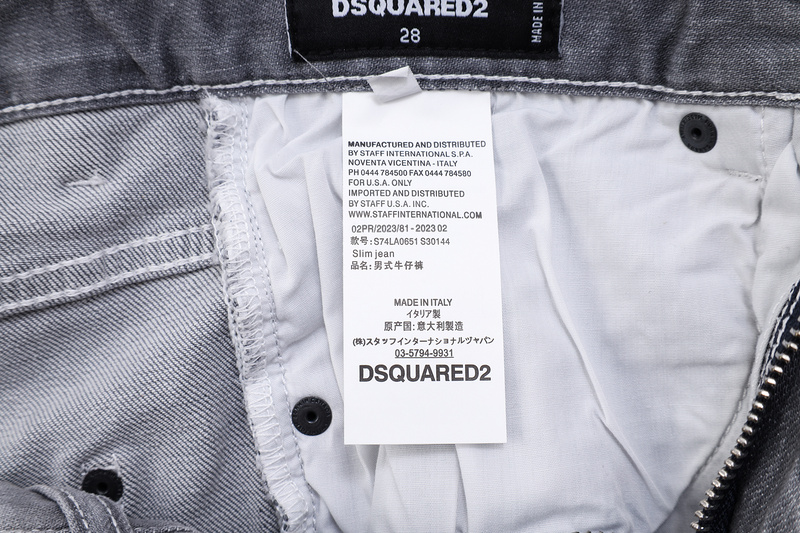 DSQUARED2
28
MADE IN
MANUFACTURED AND DISTRIBUTED
BY STAFF INTERNATIONAL S.P.A.
NOVENTA VICENTINA - ITALY
PH 0444 784500 FAX 0444 784580
FOR U.S.A. ONLY
IMPORTED AND DISTRIBUTED
BY STAFF U.S.A. INC.
WWW.STAFFINTERNATIONAL.COM
02PR/2023/81 - 2023 02
款号: S74LA0651 S30144
Slim jean
品名: 男式牛仔裤
MADE IN ITALY
イタリア製
原产国: 意大利製造
(株)スタッフインターナショナルヅャパン
03-5794-9931
DSQUARED2